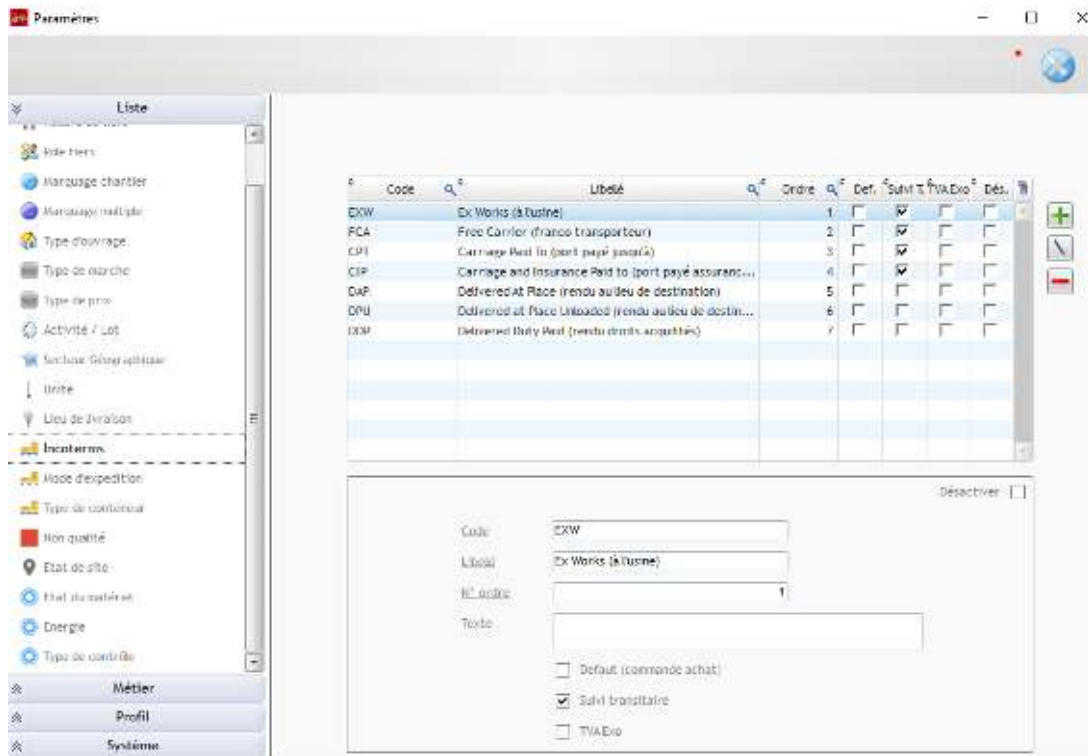 Paramètres
Liste
Role tiers
Marquage chantier
Marquage multiple
Type d'ouvrage
Type de marche
Type de prix
Activité / Lot
Secteur Géographique
Unite
Lieu de livraison
Incoterms
Mode d'expedition
Type de conteneur
Non qualité
Etat de site
Etat du matériel
Energie
Type de contrôle
Métier
Profil
Système
Code Libellé Ordre Def. Suivi T. TVA Exo Dés.
EXW Ex Works (à l'usine) 1
FCA Free Carrier (franco transporteur) 2
CPT Carriage Paid To (port payé jusqu'à) 3
CIP Carriage and Insurance Paid to (port payé assuranc... 4
DAP Delivered At Place (rendu au lieu de destination) 5
DPU Delivered at Place Unloaded (rendu au lieu de destin... 6
DDP Delivered Duty Paid (rendu droits acquittés) 7
Désactiver
Code EXW
Libellé Ex Works (à l'usine)
N° ordre 1
Texte
Defaut (commande achat)
Suivi transitaire
TVA Exo